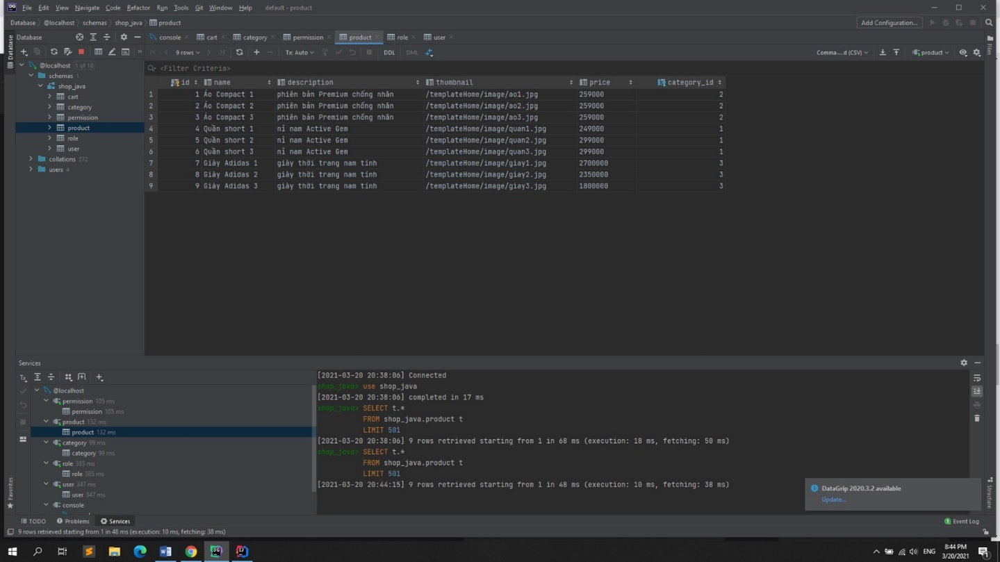 DG File Edit View Navigate Code Refactor Run Tools Git Window Help default - product
Database @localhost schemas shop_java product Add Configuration...
Database console cart category permission product role user
9 rows Tx: Auto DDL DML Comma-...d (CSV) product
@localhost 1 of 10
schemas 1
shop_java
cart
category
permission
product
role
user
collations 272
users 4
<Filter Criteria>
id name description thumbnail price category_id
1 1 Áo Compact 1 phiên bản Premium chống nhăn /templateHome/image/ao1.jpg 259000 2
2 2 Áo Compact 2 phiên bản Premium chống nhăn /templateHome/image/ao2.jpg 259000 2
3 3 Áo Compact 3 phiên bản Premium chống nhăn /templateHome/image/ao3.jpg 259000 2
4 4 Quần short 1 nỉ nam Active Gem /templateHome/image/quan1.jpg 249000 1
5 5 Quần short 2 nỉ nam Active Gem /templateHome/image/quan2.jpg 299000 1
6 6 Quần short 3 nỉ nam Active Gem /templateHome/image/quan3.jpg 299000 1
7 7 Giày Adidas 1 giày thời trang nam tính /templateHome/image/giay1.jpg 2700000 3
8 8 Giày Adidas 2 giày thời trang nam tính /templateHome/image/giay2.jpg 2350000 3
9 9 Giày Adidas 3 giày thời trang nam tính /templateHome/image/giay3.jpg 1800000 3
Database
Files
Services
Tx
@localhost
permission 105 ms
permission 105 ms
product 132 ms
product 132 ms
category 99 ms
category 99 ms
role 385 ms
role 385 ms
user 347 ms
user 347 ms
console
[2021-03-20 20:38:06] Connected
shop_java> use shop_java
[2021-03-20 20:38:06] completed in 17 ms
shop_java> SELECT t.*
FROM shop_java.product t
LIMIT 501
[2021-03-20 20:38:06] 9 rows retrieved starting from 1 in 68 ms (execution: 18 ms, fetching: 50 ms)
shop_java> SELECT t.*
FROM shop_java.product t
LIMIT 501
[2021-03-20 20:44:15] 9 rows retrieved starting from 1 in 48 ms (execution: 10 ms, fetching: 38 ms)
DataGrip 2020.3.2 available
Update...
Favorites
Structure
TODO Problems Services 1 Event Log
9 rows retrieved starting from 1 in 48 ms (execution: 10 ms, fetching: 38 ms)
ENG 8:44 PM
3/20/2021